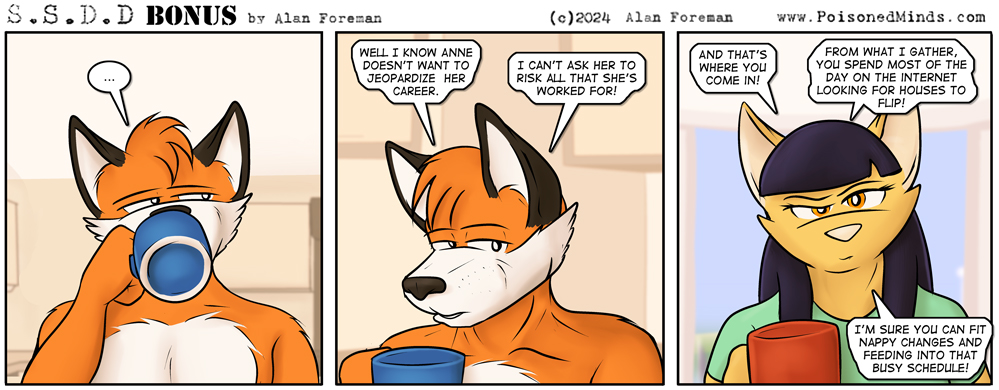 S.S.D.D BONUS by Alan Foreman (c)2024 Alan Foreman www.PoisonedMinds.com
...
WELL I KNOW ANNE
DOESN'T WANT TO
JEOPARDIZE HER
CAREER.
I CAN'T ASK HER TO
RISK ALL THAT SHE'S
WORKED FOR!
AND THAT'S
WHERE YOU
COME IN!
FROM WHAT I GATHER,
YOU SPEND MOST OF THE
DAY ON THE INTERNET
LOOKING FOR HOUSES TO
FLIP!
I'M SURE YOU CAN FIT
NAPPY CHANGES AND
FEEDING INTO THAT
BUSY SCHEDULE!